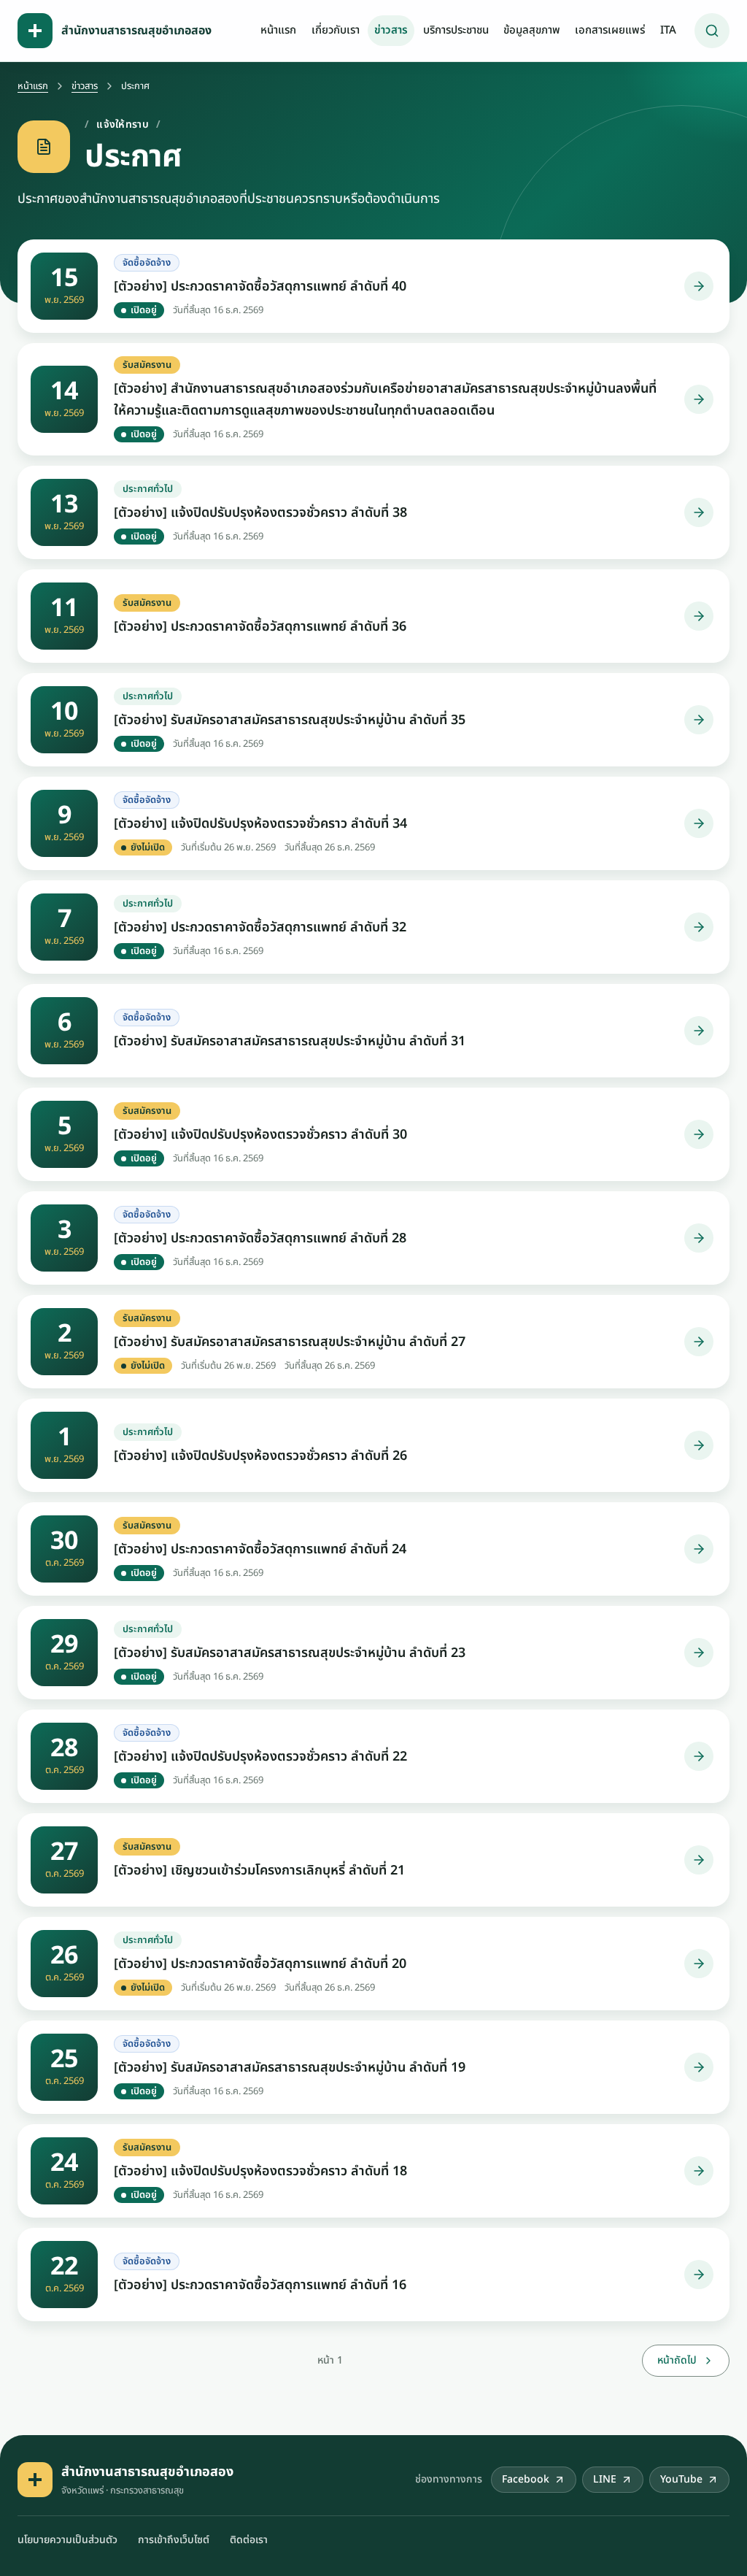 สำนักงานสาธารณสุขอำเภอสอง
หน้าแรก เกี่ยวกับเรา ข่าวสาร บริการประชาชน ข้อมูลสุขภาพ เอกสารเผยแพร่ ITA
หน้าแรก > ข่าวสาร > ประกาศ
/ แจ้งให้ทราบ /
ประกาศ
ประกาศของสำนักงานสาธารณสุขอำเภอสองที่ประชาชนควรทราบหรือต้องดำเนินการ
15
พ.ย. 2569
จัดซื้อจัดจ้าง
[ตัวอย่าง] ประกวดราคาจัดซื้อวัสดุการแพทย์ ลำดับที่ 40
เปิดอยู่ วันที่สิ้นสุด 16 ธ.ค. 2569
14
พ.ย. 2569
รับสมัครงาน
[ตัวอย่าง] สำนักงานสาธารณสุขอำเภอสองร่วมกับเครือข่ายอาสาสมัครสาธารณสุขประจำหมู่บ้านลงพื้นที่
ให้ความรู้และติดตามการดูแลสุขภาพของประชาชนในทุกตำบลตลอดเดือน
เปิดอยู่ วันที่สิ้นสุด 16 ธ.ค. 2569
13
พ.ย. 2569
ประกาศทั่วไป
[ตัวอย่าง] แจ้งปิดปรับปรุงห้องตรวจชั่วคราว ลำดับที่ 38
เปิดอยู่ วันที่สิ้นสุด 16 ธ.ค. 2569
11
พ.ย. 2569
รับสมัครงาน
[ตัวอย่าง] ประกวดราคาจัดซื้อวัสดุการแพทย์ ลำดับที่ 36
10
พ.ย. 2569
ประกาศทั่วไป
[ตัวอย่าง] รับสมัครอาสาสมัครสาธารณสุขประจำหมู่บ้าน ลำดับที่ 35
เปิดอยู่ วันที่สิ้นสุด 16 ธ.ค. 2569
9
พ.ย. 2569
จัดซื้อจัดจ้าง
[ตัวอย่าง] แจ้งปิดปรับปรุงห้องตรวจชั่วคราว ลำดับที่ 34
ยังไม่เปิด วันที่เริ่มต้น 26 พ.ย. 2569 วันที่สิ้นสุด 26 ธ.ค. 2569
7
พ.ย. 2569
ประกาศทั่วไป
[ตัวอย่าง] ประกวดราคาจัดซื้อวัสดุการแพทย์ ลำดับที่ 32
เปิดอยู่ วันที่สิ้นสุด 16 ธ.ค. 2569
6
พ.ย. 2569
จัดซื้อจัดจ้าง
[ตัวอย่าง] รับสมัครอาสาสมัครสาธารณสุขประจำหมู่บ้าน ลำดับที่ 31
5
พ.ย. 2569
รับสมัครงาน
[ตัวอย่าง] แจ้งปิดปรับปรุงห้องตรวจชั่วคราว ลำดับที่ 30
เปิดอยู่ วันที่สิ้นสุด 16 ธ.ค. 2569
3
พ.ย. 2569
จัดซื้อจัดจ้าง
[ตัวอย่าง] ประกวดราคาจัดซื้อวัสดุการแพทย์ ลำดับที่ 28
เปิดอยู่ วันที่สิ้นสุด 16 ธ.ค. 2569
2
พ.ย. 2569
รับสมัครงาน
[ตัวอย่าง] รับสมัครอาสาสมัครสาธารณสุขประจำหมู่บ้าน ลำดับที่ 27
ยังไม่เปิด วันที่เริ่มต้น 26 พ.ย. 2569 วันที่สิ้นสุด 26 ธ.ค. 2569
1
พ.ย. 2569
ประกาศทั่วไป
[ตัวอย่าง] แจ้งปิดปรับปรุงห้องตรวจชั่วคราว ลำดับที่ 26
30
ต.ค. 2569
รับสมัครงาน
[ตัวอย่าง] ประกวดราคาจัดซื้อวัสดุการแพทย์ ลำดับที่ 24
เปิดอยู่ วันที่สิ้นสุด 16 ธ.ค. 2569
29
ต.ค. 2569
ประกาศทั่วไป
[ตัวอย่าง] รับสมัครอาสาสมัครสาธารณสุขประจำหมู่บ้าน ลำดับที่ 23
เปิดอยู่ วันที่สิ้นสุด 16 ธ.ค. 2569
28
ต.ค. 2569
จัดซื้อจัดจ้าง
[ตัวอย่าง] แจ้งปิดปรับปรุงห้องตรวจชั่วคราว ลำดับที่ 22
เปิดอยู่ วันที่สิ้นสุด 16 ธ.ค. 2569
27
ต.ค. 2569
รับสมัครงาน
[ตัวอย่าง] เชิญชวนเข้าร่วมโครงการเลิกบุหรี่ ลำดับที่ 21
26
ต.ค. 2569
ประกาศทั่วไป
[ตัวอย่าง] ประกวดราคาจัดซื้อวัสดุการแพทย์ ลำดับที่ 20
ยังไม่เปิด วันที่เริ่มต้น 26 พ.ย. 2569 วันที่สิ้นสุด 26 ธ.ค. 2569
25
ต.ค. 2569
จัดซื้อจัดจ้าง
[ตัวอย่าง] รับสมัครอาสาสมัครสาธารณสุขประจำหมู่บ้าน ลำดับที่ 19
เปิดอยู่ วันที่สิ้นสุด 16 ธ.ค. 2569
24
ต.ค. 2569
รับสมัครงาน
[ตัวอย่าง] แจ้งปิดปรับปรุงห้องตรวจชั่วคราว ลำดับที่ 18
เปิดอยู่ วันที่สิ้นสุด 16 ธ.ค. 2569
22
ต.ค. 2569
จัดซื้อจัดจ้าง
[ตัวอย่าง] ประกวดราคาจัดซื้อวัสดุการแพทย์ ลำดับที่ 16
หน้า 1
หน้าถัดไป
สำนักงานสาธารณสุขอำเภอสอง
จังหวัดแพร่ · กระทรวงสาธารณสุข
ช่องทางทางการ Facebook LINE YouTube
นโยบายความเป็นส่วนตัว การเข้าถึงเว็บไซต์ ติดต่อเรา